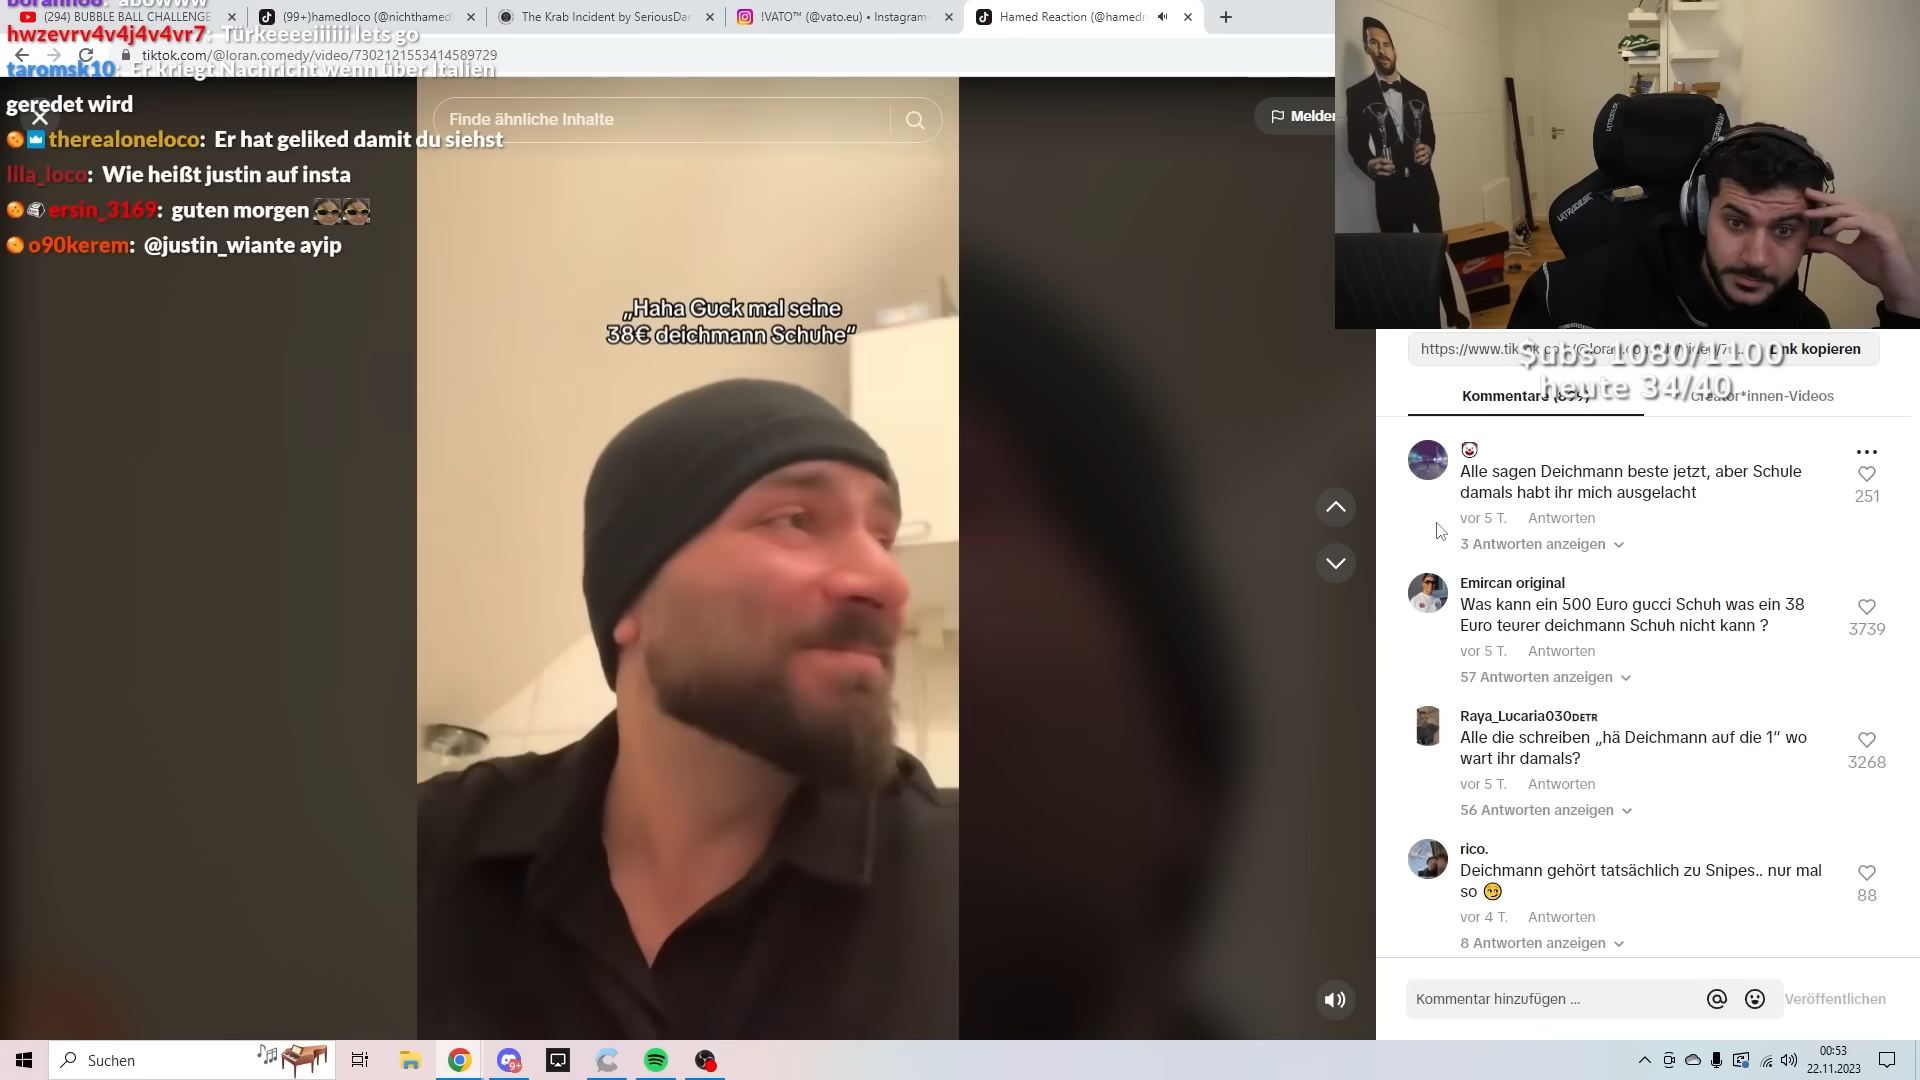 (294) BUBBLE BALL CHALLENGE
(99+)hamedloco (@nichthamed
The Krab Incident by SeriousDar
!VATO™ (@vato.eu) • Instagram-
Hamed Reaction (@hamedr
tiktok.com/@loran.comedy/video/7302121553414589729
abowww
hwzevrv4v4j4v4vr7: Türkeeeeiiiiii lets go
taromsk10: Er kriegt Nachricht wenn über Italien
geredet wird
therealoneloco: Er hat geliked damit du siehst
lila_loco: Wie heißt justin auf insta
ersin_3169: guten morgen
o90kerem: @justin_wiante ayip
Finde ähnliche Inhalte
Melden
„Haha Guck mal seine
38€ deichmann Schuhe“
Link kopieren
$ubs 1080/1100
heute 34/40
Kommentare
Creator*innen-Videos
Alle sagen Deichmann beste jetzt, aber Schule
damals habt ihr mich ausgelacht
251
vor 5 T. Antworten
3 Antworten anzeigen
Emircan original
Was kann ein 500 Euro gucci Schuh was ein 38
Euro teurer deichmann Schuh nicht kann ?
3739
vor 5 T. Antworten
57 Antworten anzeigen
Raya_Lucaria030ᴅᴇᴛʀ
Alle die schreiben „hä Deichmann auf die 1“ wo
wart ihr damals?
3268
vor 5 T. Antworten
56 Antworten anzeigen
rico.
Deichmann gehört tatsächlich zu Snipes.. nur mal
so 😏
88
vor 4 T. Antworten
8 Antworten anzeigen
Kommentar hinzufügen ...
Veröffentlichen
Suchen
9+
00:53
22.11.2023